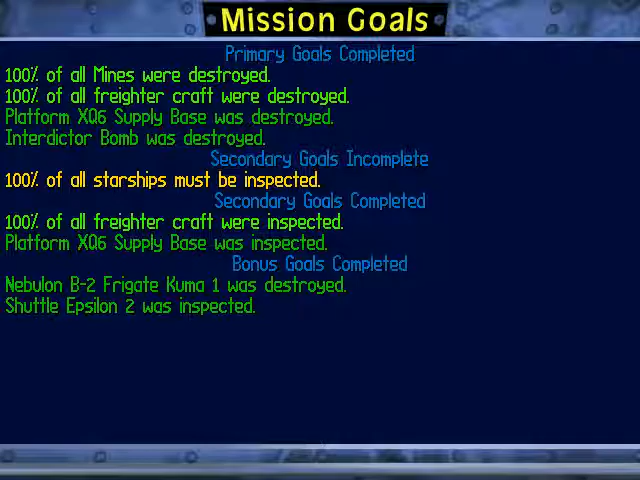 Mission Goals
Primary Goals Completed
100% of all Mines were destroyed.
100% of all freighter craft were destroyed.
Platform XQ6 Supply Base was destroyed.
Interdictor Bomb was destroyed.
Secondary Goals Incomplete
100% of all starships must be inspected.
Secondary Goals Completed
100% of all freighter craft were inspected.
Platform XQ6 Supply Base was inspected.
Bonus Goals Completed
Nebulon B-2 Frigate Kuma 1 was destroyed.
Shuttle Epsilon 2 was inspected.